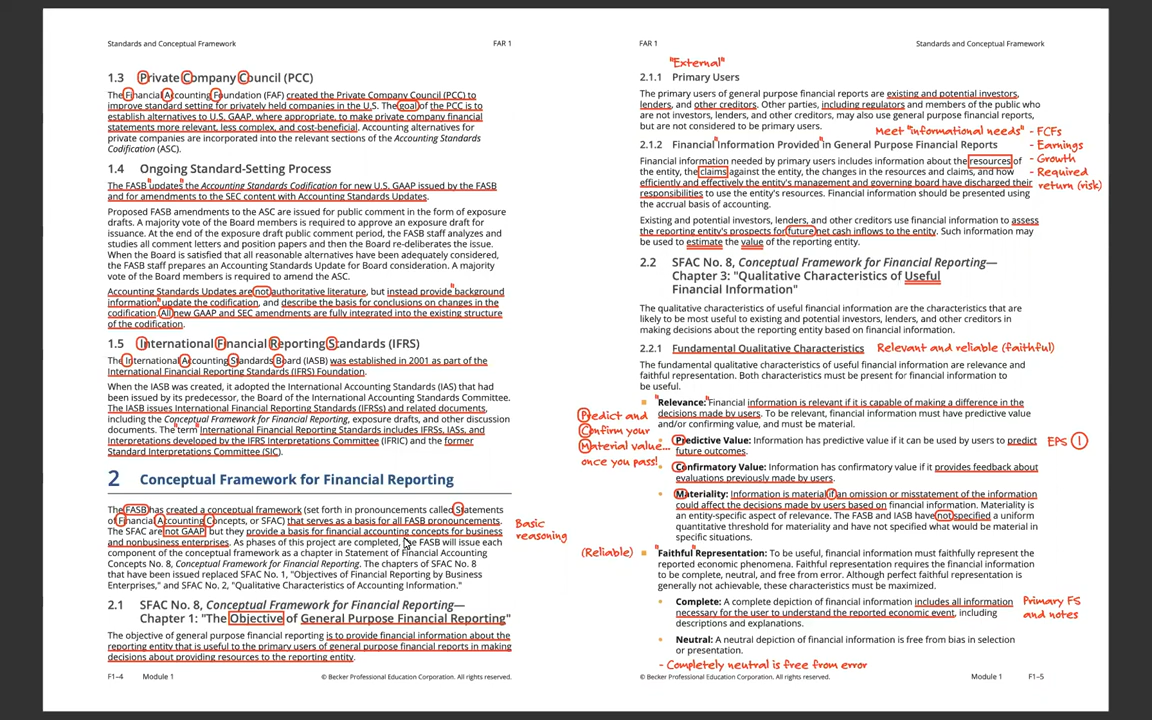 Standards and Conceptual Framework
FAR 1
1.3 Private Company Council (PCC)
The Financial Accounting Foundation (FAF) created the Private Company Council (PCC) to
improve standard setting for privately held companies in the U.S. The goal of the PCC is to
establish alternatives to U.S. GAAP, where appropriate, to make private company financial
statements more relevant, less complex, and cost-beneficial. Accounting alternatives for
private companies are incorporated into the relevant sections of the Accounting Standards
Codification (ASC).
1.4 Ongoing Standard-Setting Process
The FASB updates the Accounting Standards Codification for new U.S. GAAP issued by the FASB
and for amendments to the SEC content with Accounting Standards Updates.
Proposed FASB amendments to the ASC are issued for public comment in the form of exposure
drafts. A majority vote of the Board members is required to approve an exposure draft for
issuance. At the end of the exposure draft public comment period, the FASB staff analyzes and
studies all comment letters and position papers and then the Board re-deliberates the issue.
When the Board is satisfied that all reasonable alternatives have been adequately considered,
the FASB staff prepares an Accounting Standards Update for Board consideration. A majority
vote of the Board members is required to amend the ASC.
Accounting Standards Updates are not authoritative literature, but instead provide "background
information," update the codification, and describe the basis for conclusions on changes in the
codification. All new GAAP and SEC amendments are fully integrated into the existing structure
of the codification.
1.5 International Financial Reporting Standards (IFRS)
The International Accounting Standards Board (IASB) was established in 2001 as part of the
International Financial Reporting Standards (IFRS) Foundation.
When the IASB was created, it adopted the International Accounting Standards (IAS) that had
been issued by its predecessor, the Board of the International Accounting Standards Committee.
The IASB issues International Financial Reporting Standards (IFRSs) and related documents,
including the Conceptual Framework for Financial Reporting, exposure drafts, and other discussion
documents. The "term" International Financial Reporting Standards includes IFRSs, IASs, and
Interpretations developed by the IFRS Interpretations Committee (IFRIC) and the former
Standard Interpretations Committee (SIC).
2 Conceptual Framework for Financial Reporting
The FASB has created a conceptual framework (set forth in pronouncements called Statements
of Financial Accounting Concepts, or SFAC) that serves as a basis for all FASB pronouncements.
The SFAC are not GAAP, but they provide a basis for financial accounting concepts for business
and nonbusiness enterprises. As phases of this project are completed, the FASB will issue each
component of the conceptual framework as a chapter in Statement of Financial Accounting
Concepts No. 8, Conceptual Framework for Financial Reporting. The chapters of SFAC No. 8
that have been issued replaced SFAC No. 1, "Objectives of Financial Reporting by Business
Enterprises," and SFAC No. 2, "Qualitative Characteristics of Accounting Information."
Basic
reasoning
2.1 SFAC No. 8, Conceptual Framework for Financial Reporting—
Chapter 1: "The Objective of General Purpose Financial Reporting"
The objective of general purpose financial reporting is to provide financial information about the
reporting entity that is useful to the primary users of general purpose financial reports in making
decisions about providing resources to the reporting entity.
F1–4 Module 1
© Becker Professional Education Corporation. All rights reserved.
FAR 1
Standards and Conceptual Framework
"External"
2.1.1 Primary Users
The primary users of general purpose financial reports are existing and potential investors,
lenders, and other creditors. Other parties, including regulators and members of the public who
are not investors, lenders, and other creditors, may also use general purpose financial reports,
but are not considered to be primary users.
Meet "informational needs" - FCFs
- Earnings
- Growth
- Required
return (risk)
2.1.2 Financial "Information Provided" in General Purpose Financial Reports
Financial information needed by primary users includes information about the resources of
the entity, the claims against the entity, the changes in the resources and claims, and how
efficiently and effectively the entity's management and governing board have discharged their
responsibilities to use the entity's resources. Financial information should be presented using
the accrual basis of accounting.
Existing and potential investors, lenders, and other creditors use financial information to assess
the reporting entity's prospects for future net cash inflows to the entity. Such information may
be used to estimate the value of the reporting entity.
2.2 SFAC No. 8, Conceptual Framework for Financial Reporting—
Chapter 3: "Qualitative Characteristics of Useful
Financial Information"
The qualitative characteristics of useful financial information are the characteristics that are
likely to be most useful to existing and potential investors, lenders, and other creditors in
making decisions about the reporting entity based on financial information.
2.2.1 Fundamental Qualitative Characteristics Relevant and reliable (faithful)
The fundamental qualitative characteristics of useful financial information are relevance and
faithful representation. Both characteristics must be present for financial information to
be useful.
"Relevance:" Financial information is relevant if it is capable of making a difference in the
decisions made by users. To be relevant, financial information must have predictive value
and/or confirming value, and must be material.
Predict and
Confirm your
Material value...
once you pass!
Predictive Value: Information has predictive value if it can be used by users to predict
future outcomes.
EPS 1
Confirmatory Value: Information has confirmatory value if it provides feedback about
evaluations previously made by users.
Materiality: Information is material if an omission or misstatement of the information
could affect the decisions made by users based on financial information. Materiality is
an entity-specific aspect of relevance. The FASB and IASB have not specified a uniform
quantitative threshold for materiality and have not specified what would be material in
specific situations.
(Reliable)
"Faithful" Representation: To be useful, financial information must faithfully represent the
reported economic phenomena. Faithful representation requires the financial information
to be complete, neutral, and free from error. Although perfect faithful representation is
generally not achievable, these characteristics must be maximized.
Complete: A complete depiction of financial information includes all information
necessary for the user to understand the reported economic event, including
descriptions and explanations.
Primary FS
and notes
Neutral: A neutral depiction of financial information is free from bias in selection
or presentation.
- Completely neutral is free from error
© Becker Professional Education Corporation. All rights reserved.
Module 1 F1–5